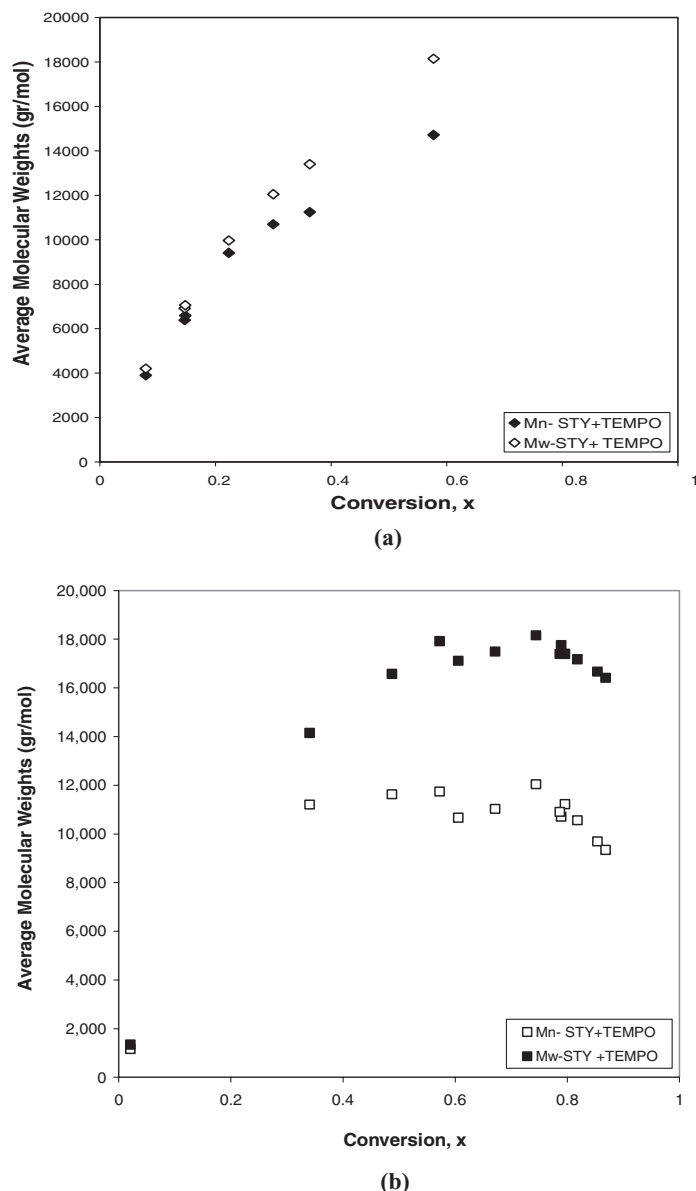 Average Molecular Weights (gr/mol)
20000
18000
16000
14000
12000
10000
8000
6000
4000
2000
0
0 0.2 0.4 0.6 0.8 1
Mn- STY+TEMPO
Mw-STY+ TEMPO
Conversion, x
(a)
Average Molecular Weights (gr/mol)
20,000
18,000
16,000
14,000
12,000
10,000
8,000
6,000
4,000
2,000
0
0 0.2 0.4 0.6 0.8 1
Mn- STY+TEMPO
Mw-STY +TEMPO
Conversion, x
(b)